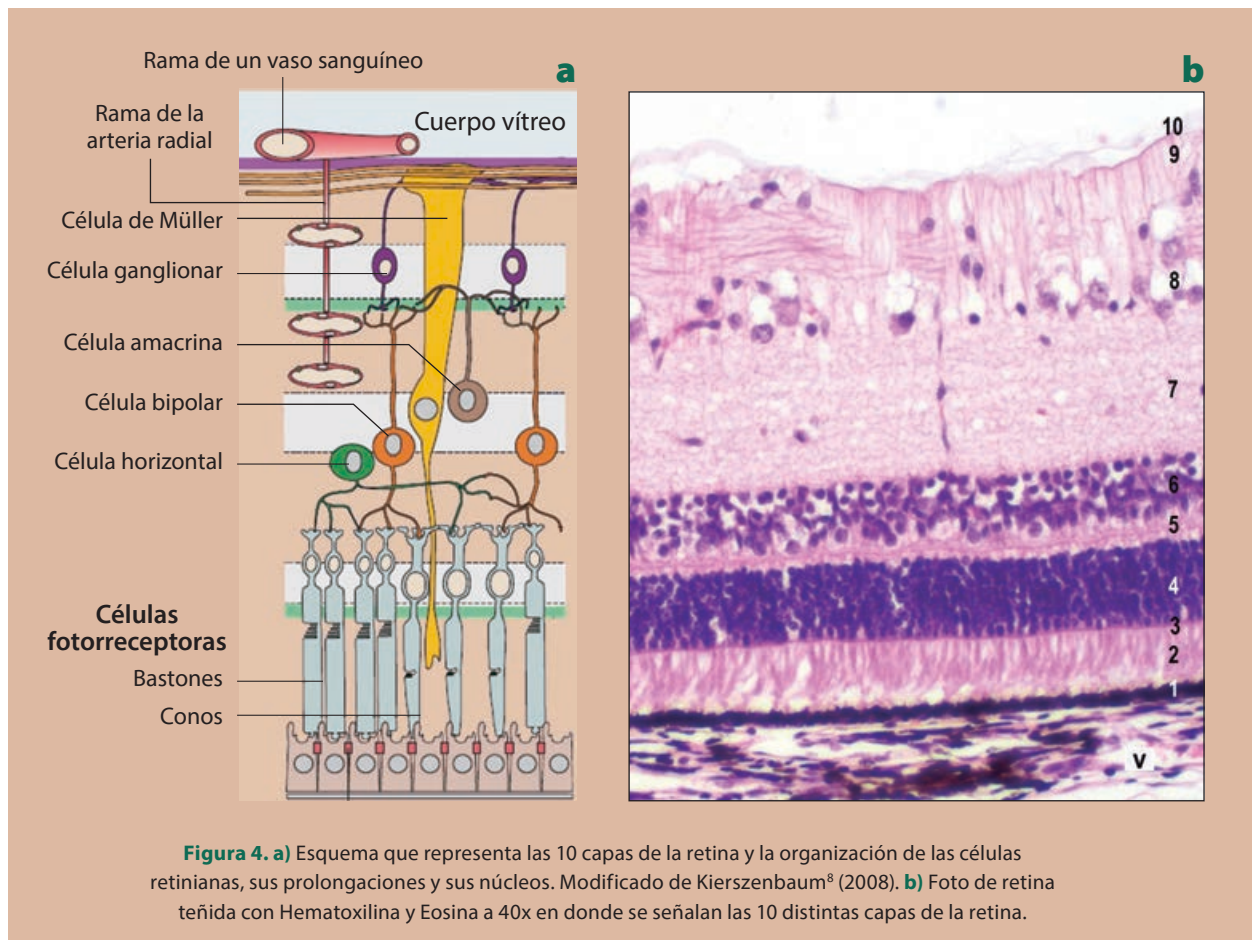 a
Rama de un vaso sanguíneo
Rama de la
arteria radial
Cuerpo vítreo
Célula de Müller
Célula ganglionar
Célula amacrina
Célula bipolar
Célula horizontal
Células
fotorreceptoras
Bastones
Conos
b
10
9
8
7
6
5
4
3
2
1
v
Figura 4. a) Esquema que representa las 10 capas de la retina y la organización de las células
retinianas, sus prolongaciones y sus núcleos. Modificado de Kierszenbaum⁸ (2008). b) Foto de retina
teñida con Hematoxilina y Eosina a 40x en donde se señalan las 10 distintas capas de la retina.